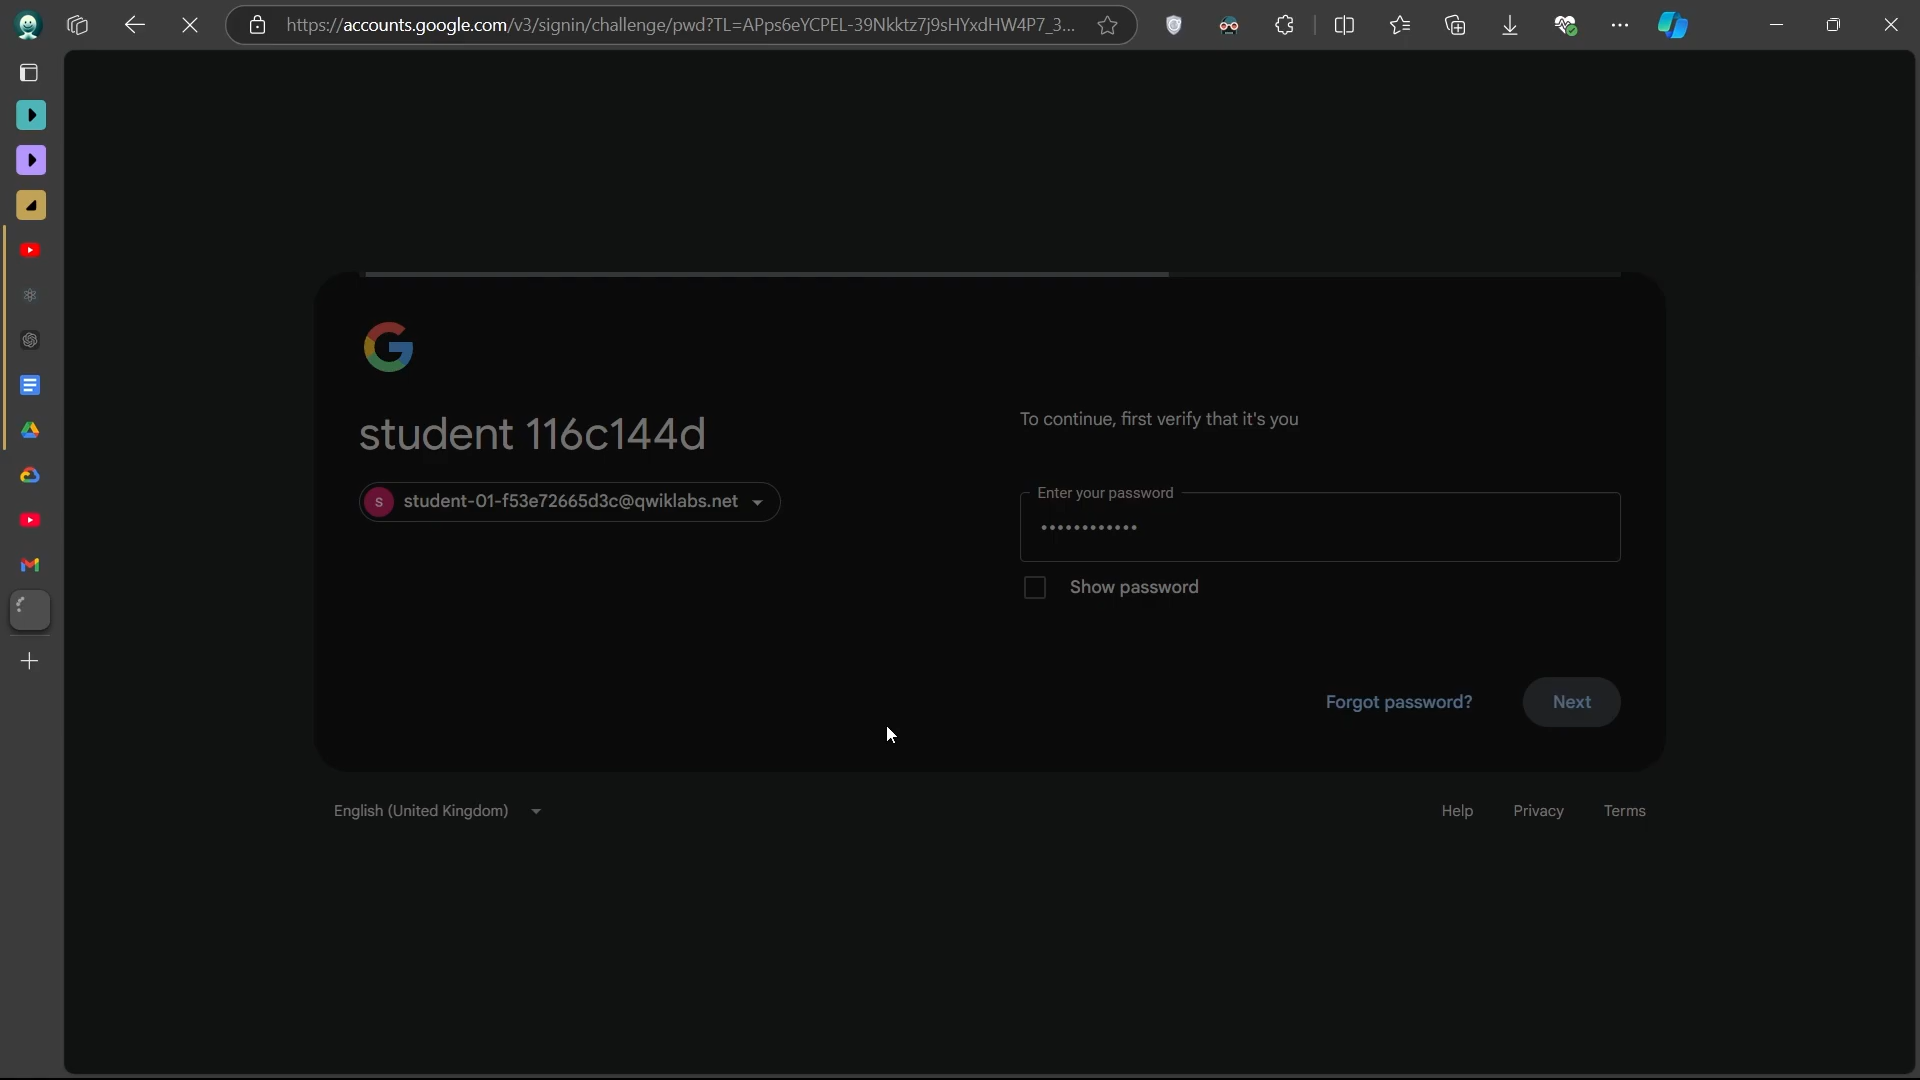 https://accounts.google.com/v3/signin/challenge/pwd?TL=APps6eYCPEL-39Nkktz7j9sHYxdHW4P7_3...
student 116c144d
To continue, first verify that it's you
s student-01-f53e72665d3c@qwiklabs.net
Enter your password
••••••••••••
Show password
Forgot password?
Next
English (United Kingdom)
Help
Privacy
Terms